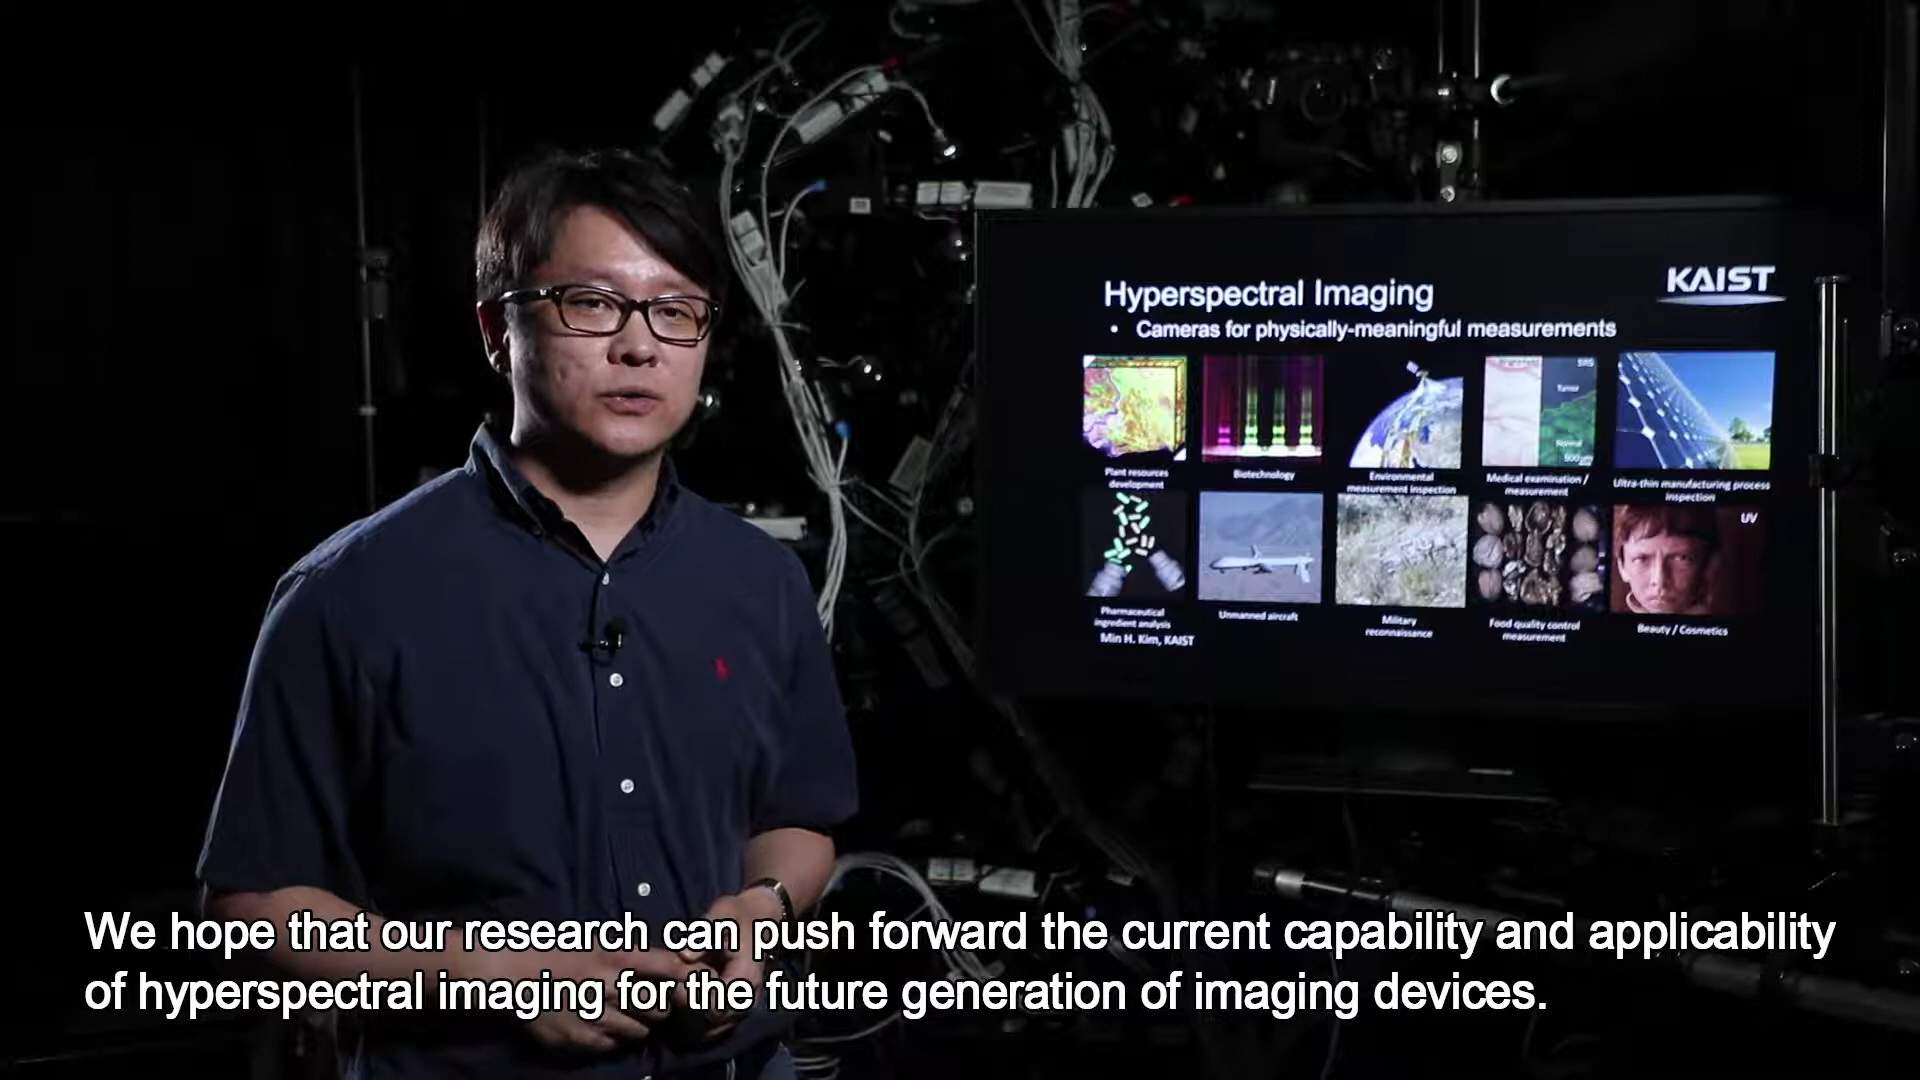 Hyperspectral Imaging
KAIST
• Cameras for physically-meaningful measurements
SRS
Tumor
Normal
Plant resources
development
Biotechnology
Environmental
measurement inspection
Medical examination /
measurement
Ultra-thin manufacturing process
inspection
UV
Pharmaceutical
ingredient analysis
Unmanned aircraft
Military
reconnaissance
Food quality control
measurement
Beauty / Cosmetics
Min H. Kim, KAIST
We hope that our research can push forward the current capability and applicability
of hyperspectral imaging for the future generation of imaging devices.